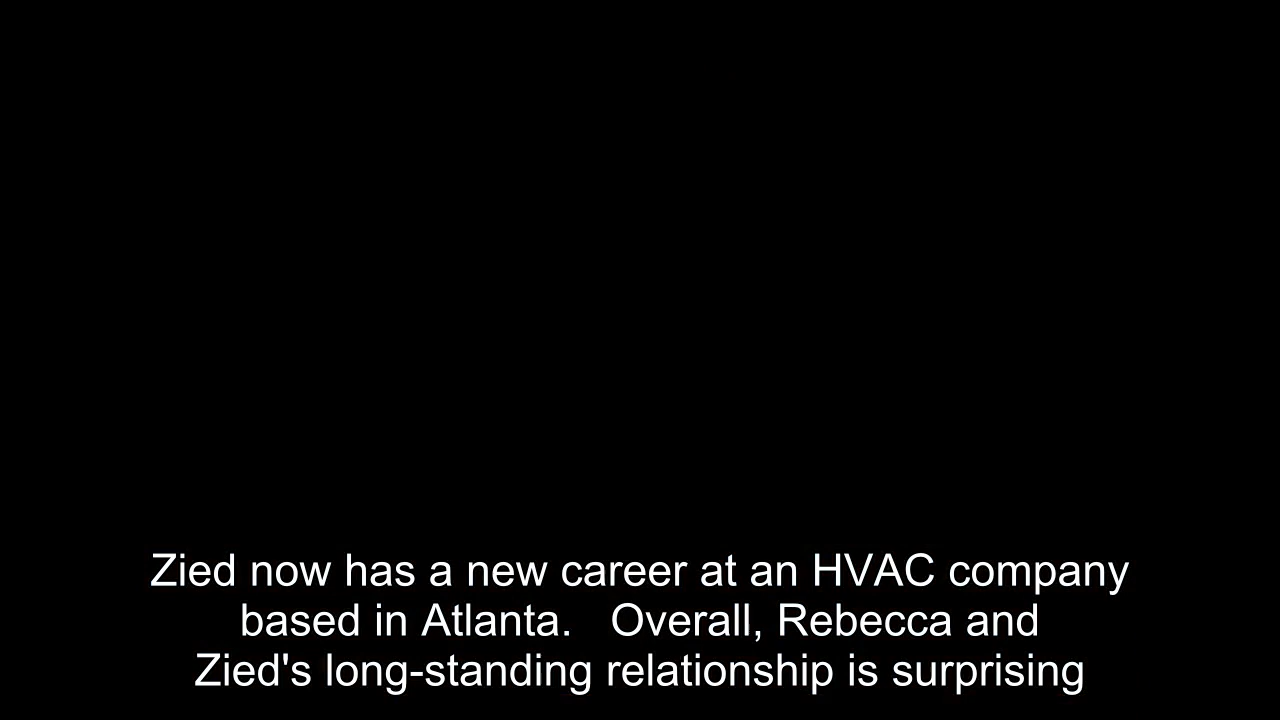 Zied now has a new career at an HVAC company
based in Atlanta.   Overall, Rebecca and
Zied's long-standing relationship is surprising